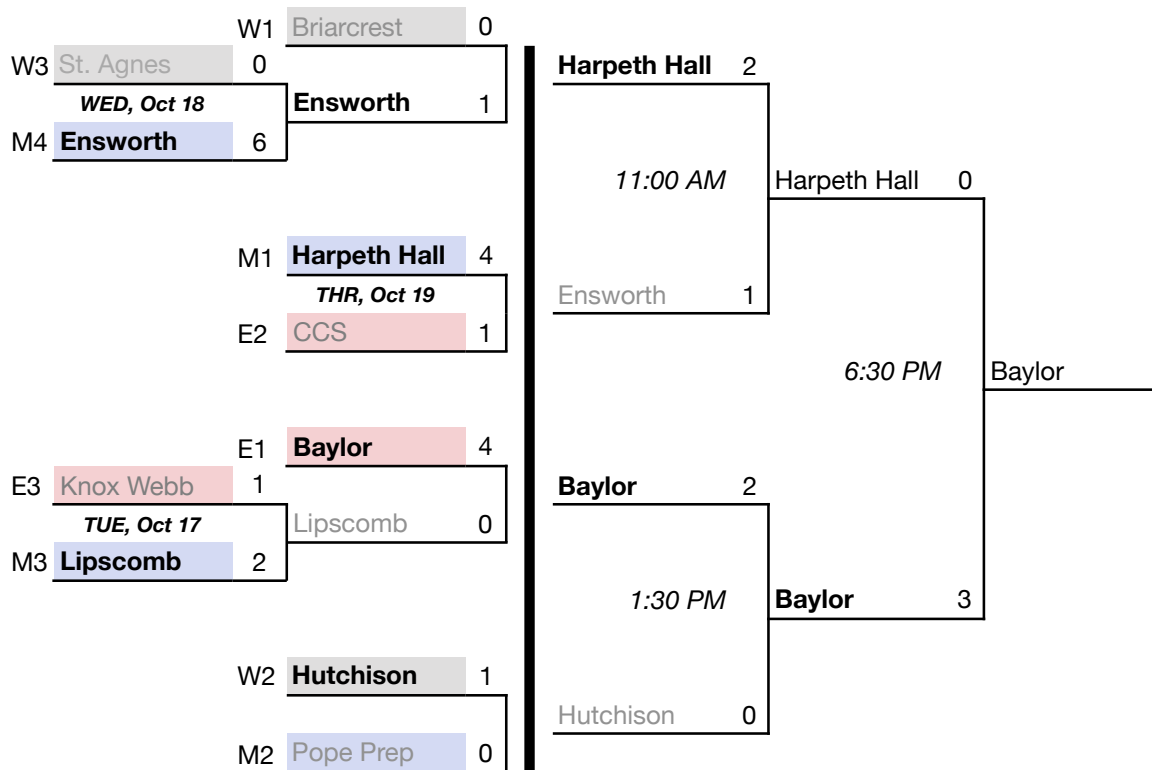 W1 Briarcrest 0
W3 St. Agnes 0
WED, Oct 18
Ensworth 1
M4 Ensworth 6
M1 Harpeth Hall 4
THR, Oct 19
E2 CCS 1
E1 Baylor 4
E3 Knox Webb 1
TUE, Oct 17
Lipscomb 0
M3 Lipscomb 2
W2 Hutchison 1
M2 Pope Prep 0
Harpeth Hall 2
11:00 AM
Harpeth Hall 0
Ensworth 1
6:30 PM
Baylor
Baylor 2
1:30 PM
Baylor 3
Hutchison 0